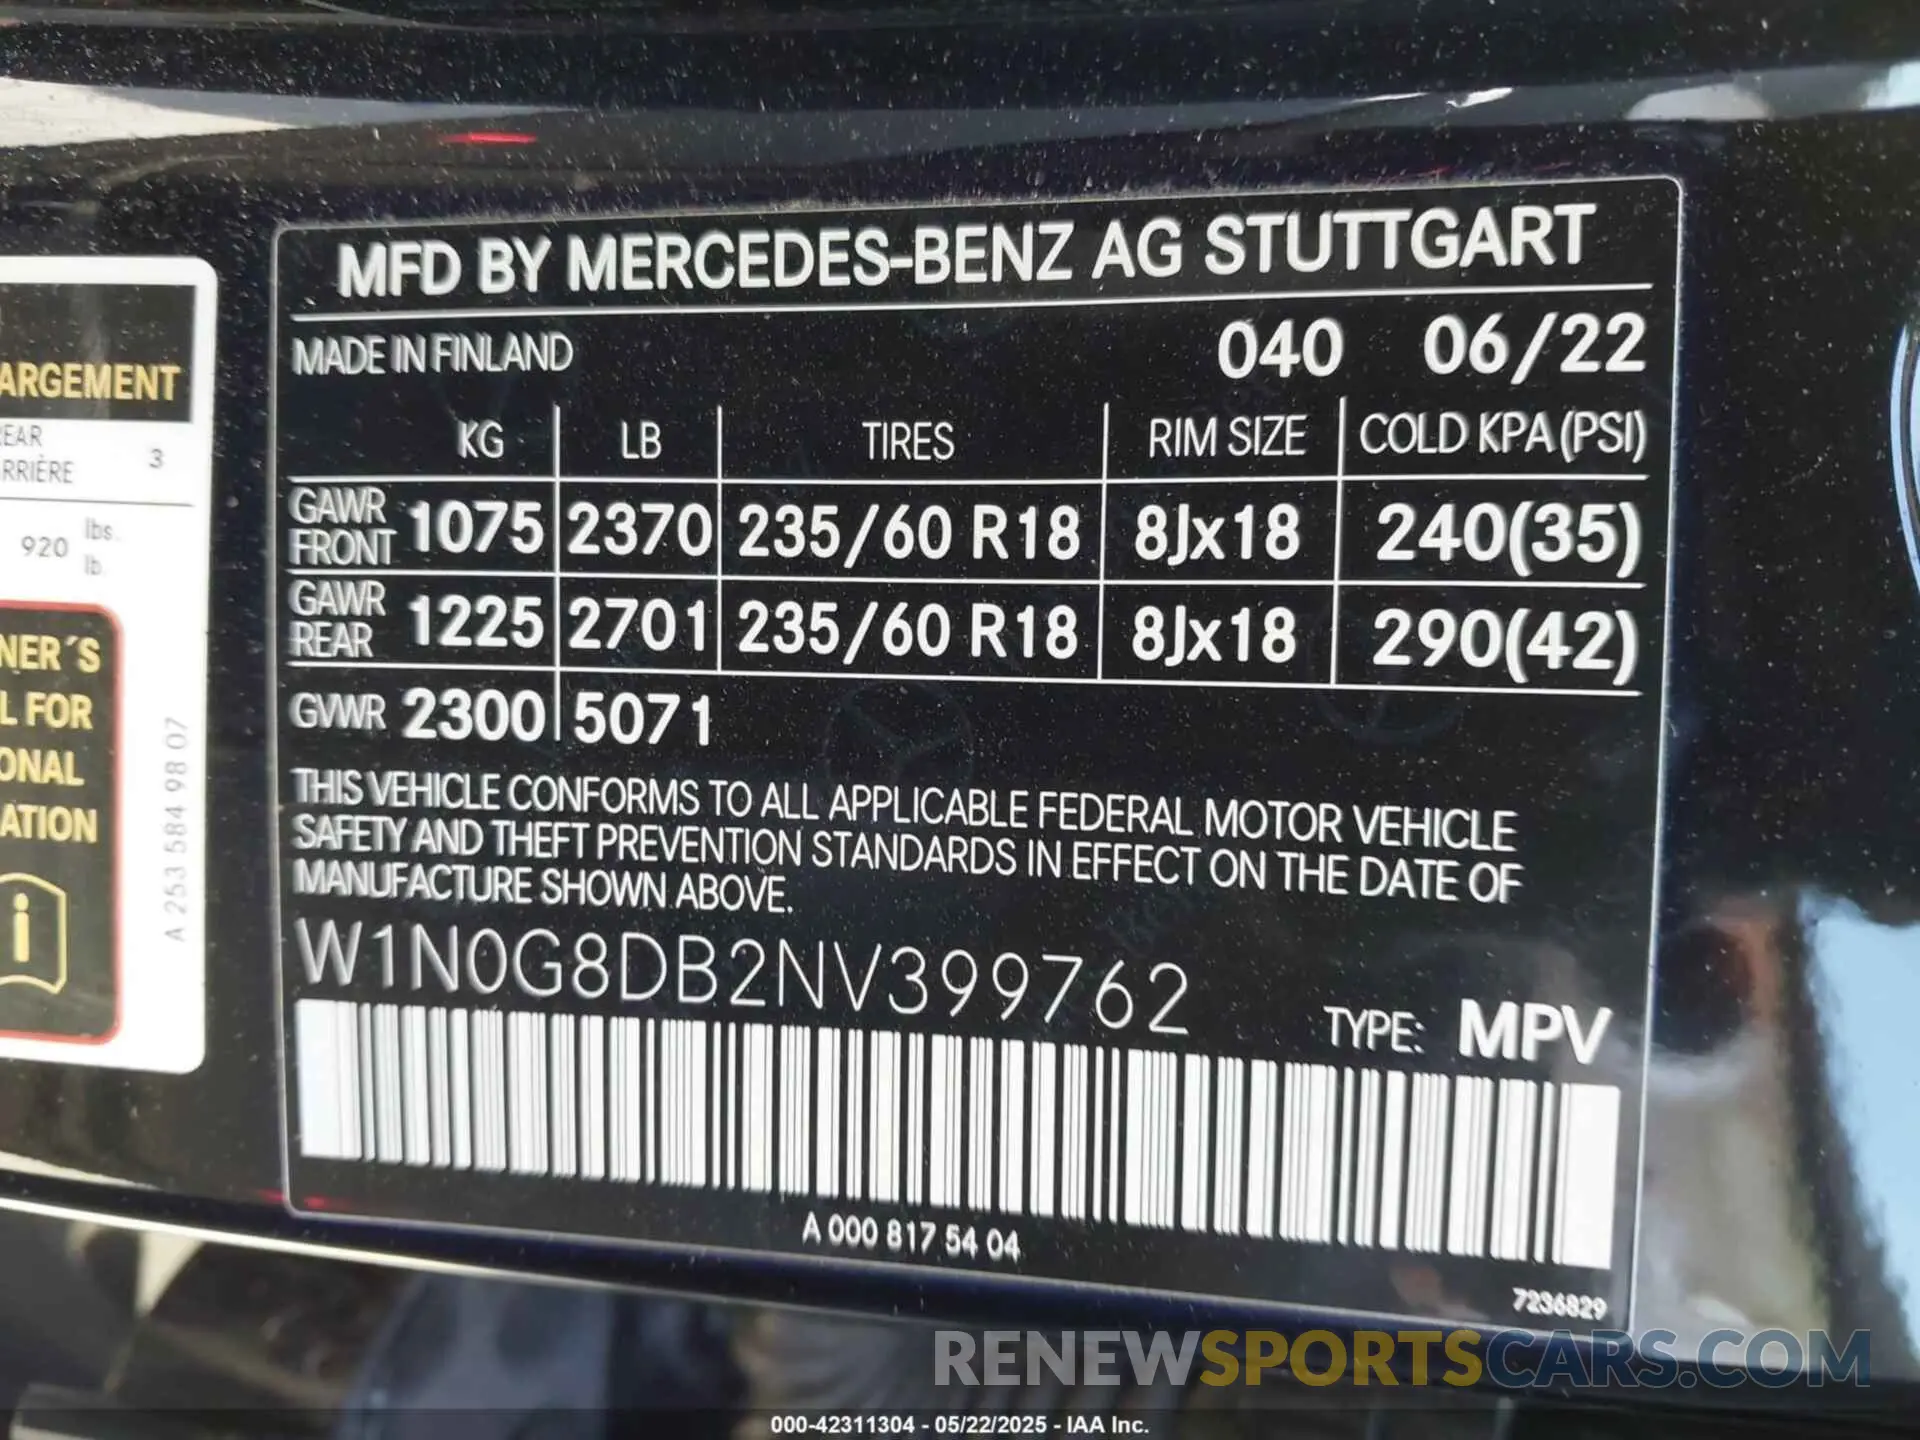 ARGEMENT
REAR
ARRIÈRE
3
920
lbs.
lb.
NER´S
L FOR
ONAL
ATION
i
A 253 584 98 07
MFD BY MERCEDES-BENZ AG STUTTGART
MADE IN FINLAND 040 06/22
KG LB TIRES RIM SIZE COLD KPA (PSI)
GAWR
FRONT 1075 2370 235/60 R18 8Jx18 240(35)
GAWR
REAR 1225 2701 235/60 R18 8Jx18 290(42)
GVWR 2300 5071
THIS VEHICLE CONFORMS TO ALL APPLICABLE FEDERAL MOTOR VEHICLE
SAFETY AND THEFT PREVENTION STANDARDS IN EFFECT ON THE DATE OF
MANUFACTURE SHOWN ABOVE.
W1N0G8DB2NV399762
TYPE: MPV
A 000 817 54 04
7236829
RENEWSPORTSCARS.COM
000-42311304 - 05/22/2025 - IAA Inc.